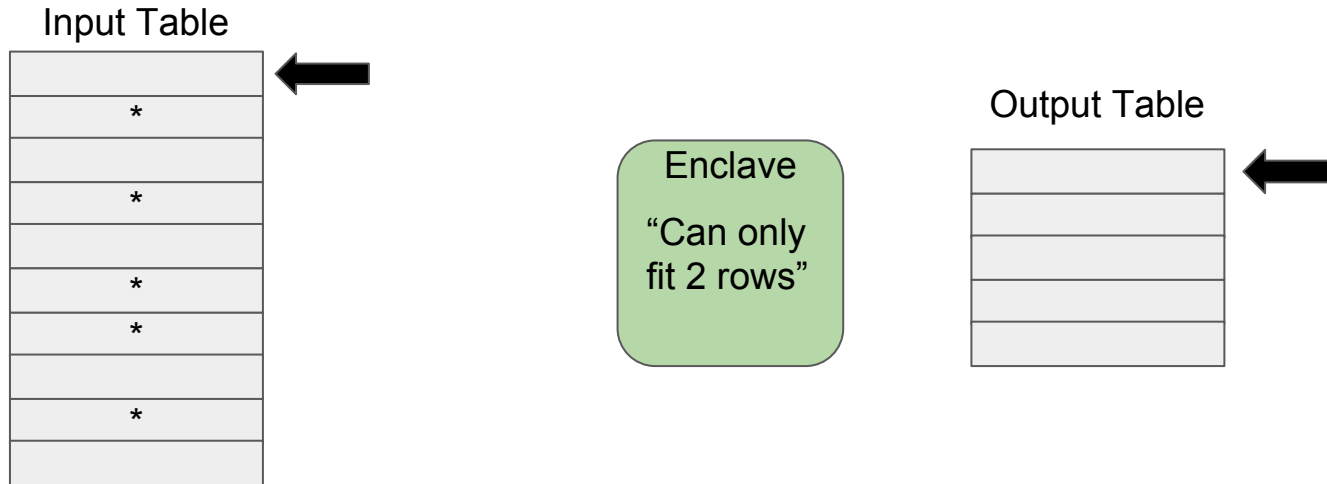 Input Table
*
*
*
*
*
Enclave
“Can only
fit 2 rows”
Output Table